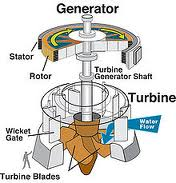 Generator
Stator
Rotor
Turbine
Generator Shaft
Turbine
Wicket
Gate
Water
Flow
Turbine Blades